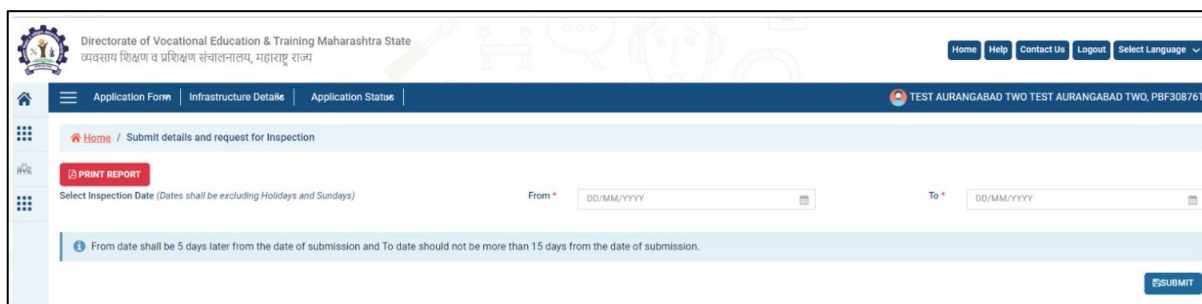 Directorate of Vocational Education & Training Maharashtra State
व्यवसाय शिक्षण व प्रशिक्षण संचालनालय, महाराष्ट्र राज्य
Home Help Contact Us Logout Select Language
Application Form Infrastructure Details Application Status
TEST AURANGABAD TWO TEST AURANGABAD TWO, PBF308761
Home / Submit details and request for Inspection
PRINT REPORT
Select Inspection Date (Dates shall be excluding Holidays and Sundays) From * DD/MM/YYYY To * DD/MM/YYYY
From date shall be 5 days later from the date of submission and To date should not be more than 15 days from the date of submission.
SUBMIT